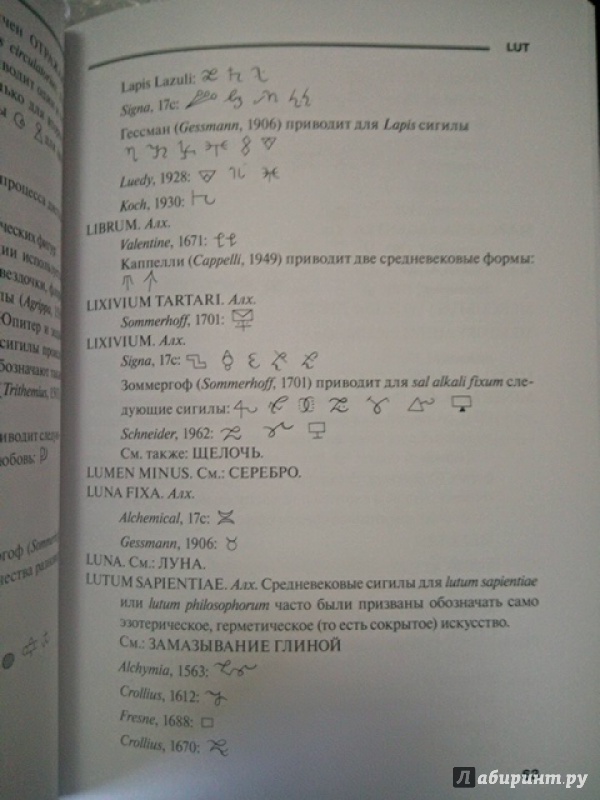 LUT
Lapis Lazuli:
Signa, 17c:
Гессман (Gessmann, 1906) приводит для Lapis сигилы
Luedy, 1928:
Koch, 1930:
LIBRUM. Алх.
Valentine, 1671:
Каппелли (Cappelli, 1949) приводит две средневековые формы:
LIXIVIUM TARTARI. Алх.
Sommerhoff, 1701:
LIXIVIUM. Алх.
Signa, 17c:
Зоммергоф (Sommerhoff, 1701) приводит для sal alkali fixum сле-
дующие сигилы:
Schneider, 1962:
См. также: ЩЕЛОЧЬ.
LUMEN MINUS. См.: СЕРЕБРО.
LUNA FIXA. Алх.
Alchemical, 17c:
Gessmann, 1906:
LUNA. См.: ЛУНА.
LUTUM SAPIENTIAE. Алх. Средневековые сигилы для lutum sapientiae
или lutum philosophorum часто были призваны обозначать само
эзотерическое, герметическое (то есть сокрытое) искусство.
См.: ЗАМАЗЫВАНИЕ ГЛИНОЙ
Alchymia, 1563:
Crollius, 1612:
Fresne, 1688:
Crollius, 1670:
Лабиринт.ру